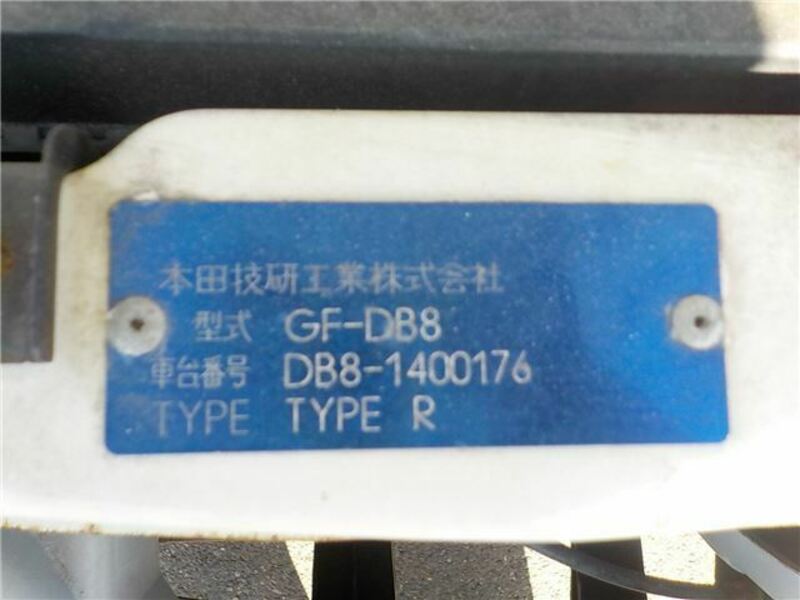 本田技研工業株式会社
型式 GF-DB8
車台番号 DB8-1400176
TYPE TYPE R